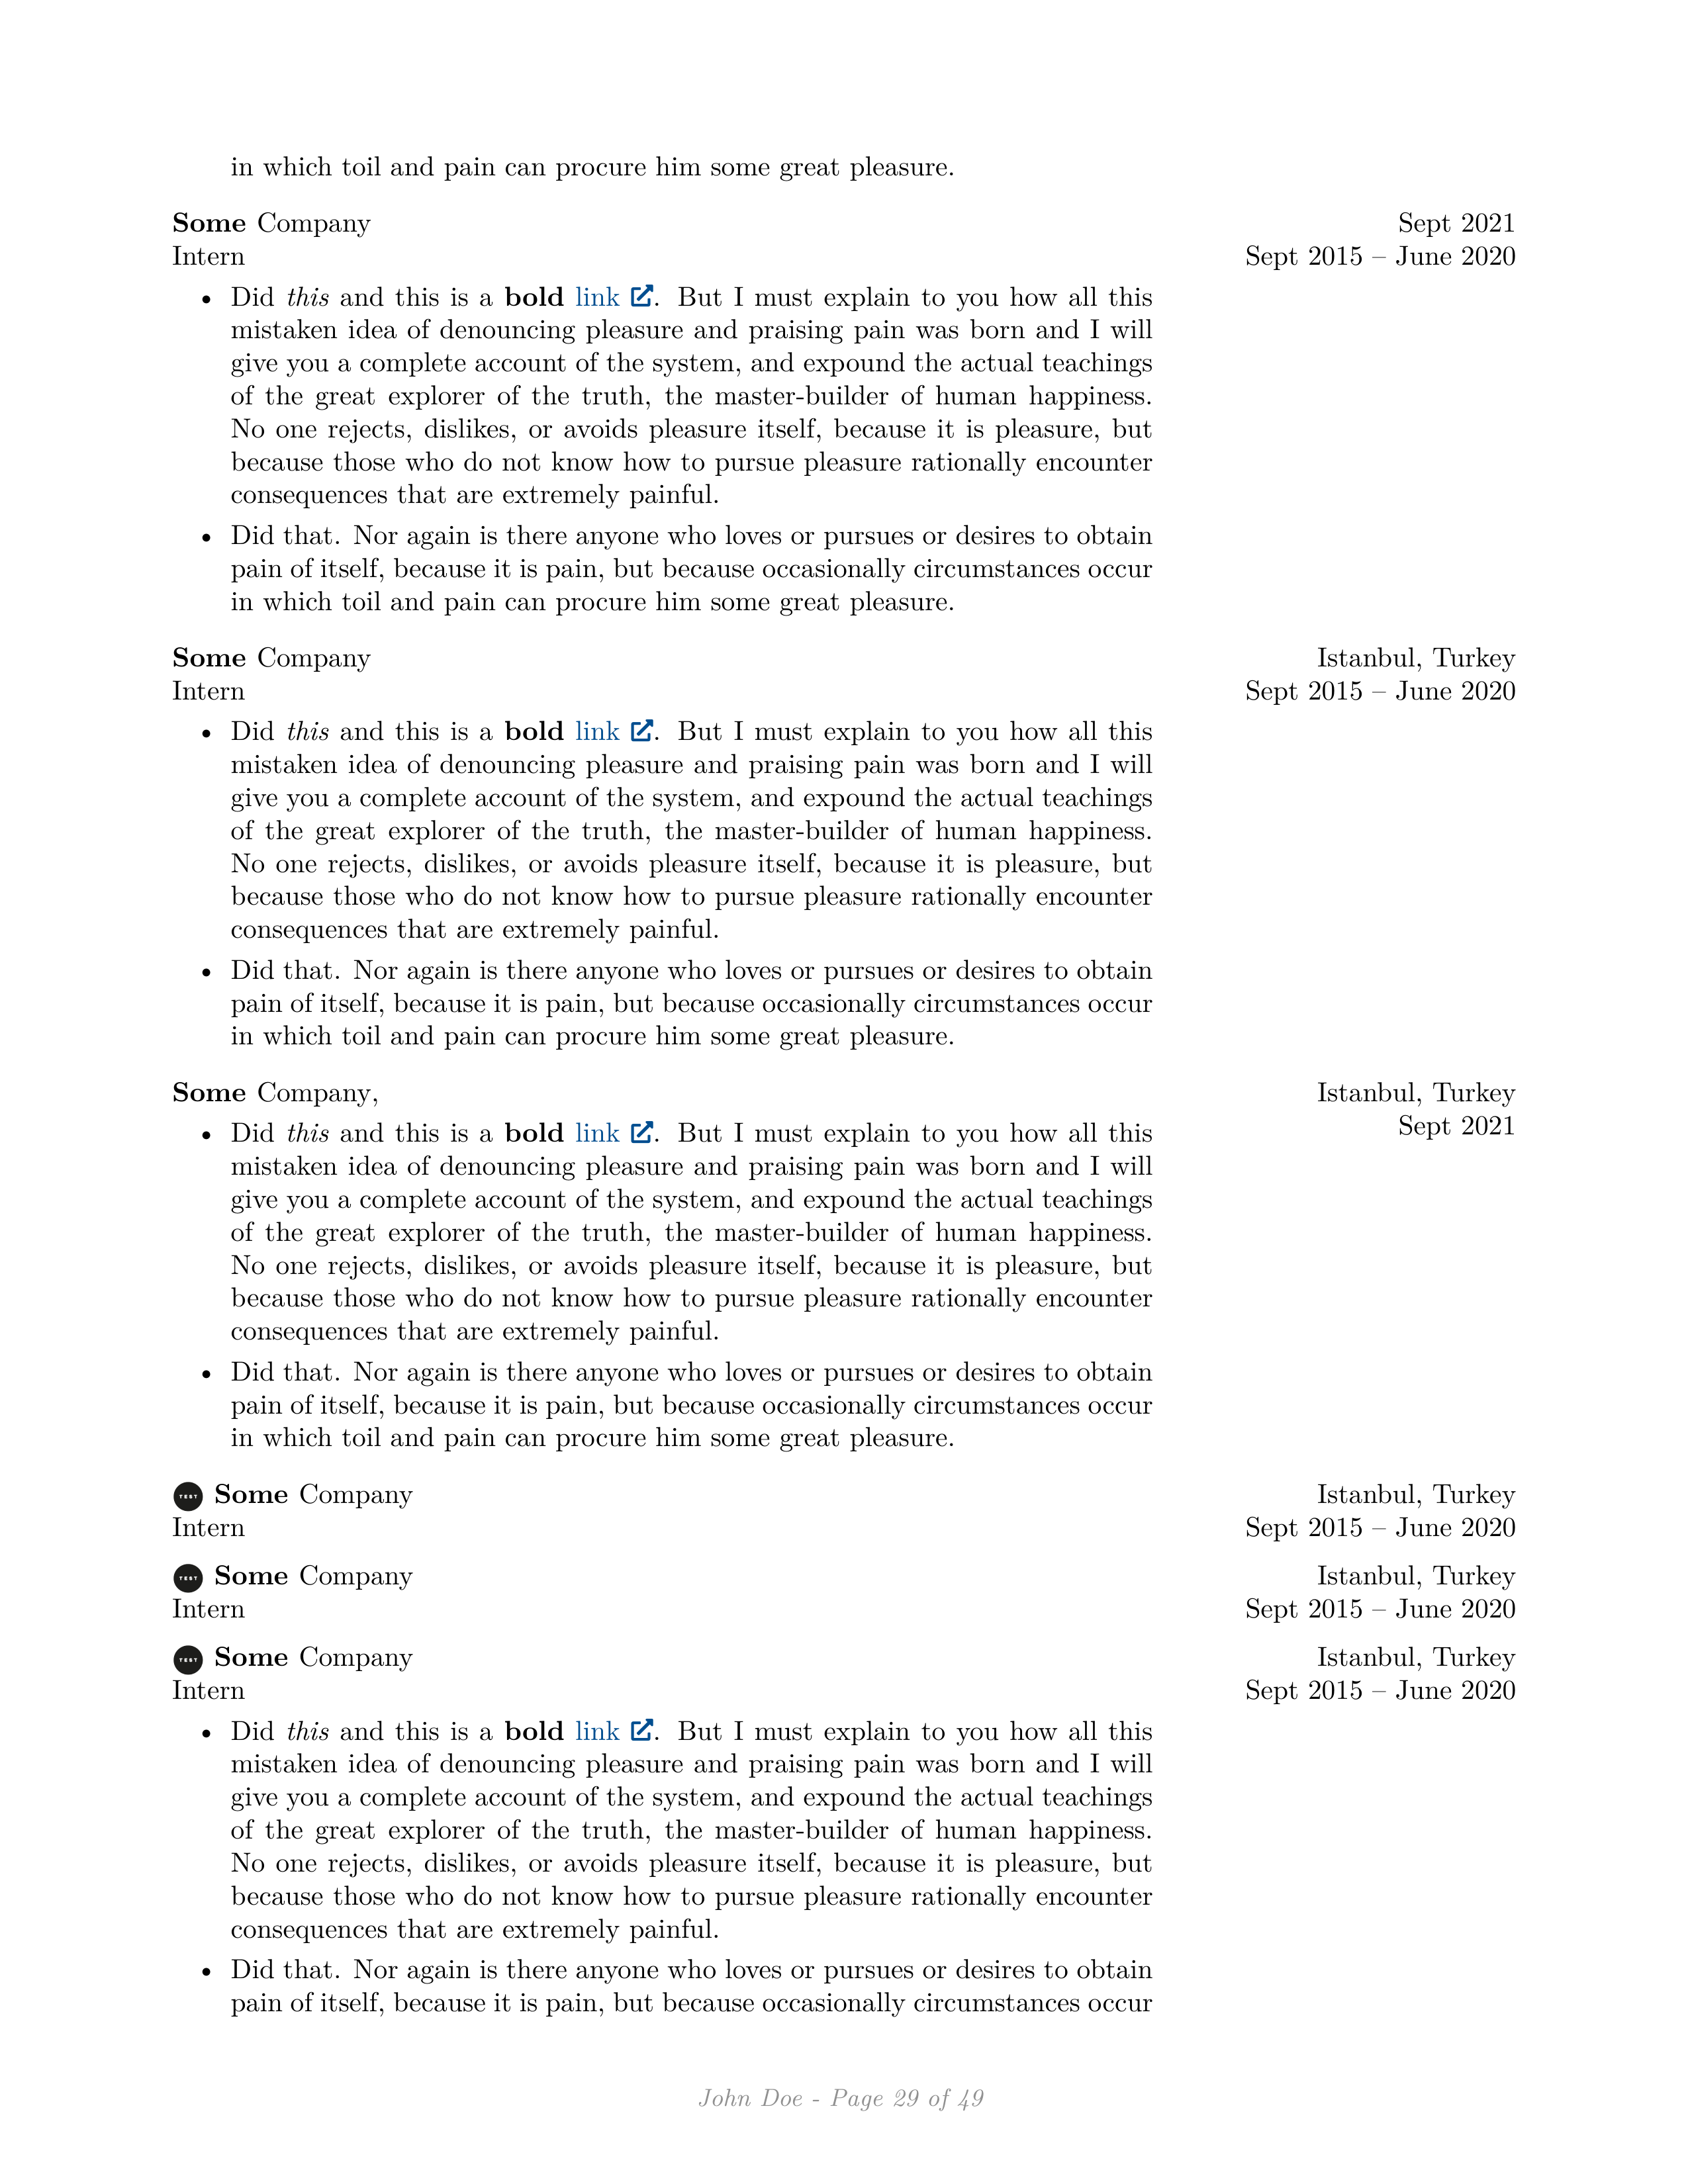 in which toil and pain can procure him some great pleasure.
Some Company Sept 2021
Intern Sept 2015 – June 2020
• Did this and this is a bold link. But I must explain to you how all this
mistaken idea of denouncing pleasure and praising pain was born and I will
give you a complete account of the system, and expound the actual teachings
of the great explorer of the truth, the master-builder of human happiness.
No one rejects, dislikes, or avoids pleasure itself, because it is pleasure, but
because those who do not know how to pursue pleasure rationally encounter
consequences that are extremely painful.
• Did that. Nor again is there anyone who loves or pursues or desires to obtain
pain of itself, because it is pain, but because occasionally circumstances occur
in which toil and pain can procure him some great pleasure.
Some Company Istanbul, Turkey
Intern Sept 2015 – June 2020
• Did this and this is a bold link. But I must explain to you how all this
mistaken idea of denouncing pleasure and praising pain was born and I will
give you a complete account of the system, and expound the actual teachings
of the great explorer of the truth, the master-builder of human happiness.
No one rejects, dislikes, or avoids pleasure itself, because it is pleasure, but
because those who do not know how to pursue pleasure rationally encounter
consequences that are extremely painful.
• Did that. Nor again is there anyone who loves or pursues or desires to obtain
pain of itself, because it is pain, but because occasionally circumstances occur
in which toil and pain can procure him some great pleasure.
Some Company, Istanbul, Turkey
Sept 2021
• Did this and this is a bold link. But I must explain to you how all this
mistaken idea of denouncing pleasure and praising pain was born and I will
give you a complete account of the system, and expound the actual teachings
of the great explorer of the truth, the master-builder of human happiness.
No one rejects, dislikes, or avoids pleasure itself, because it is pleasure, but
because those who do not know how to pursue pleasure rationally encounter
consequences that are extremely painful.
• Did that. Nor again is there anyone who loves or pursues or desires to obtain
pain of itself, because it is pain, but because occasionally circumstances occur
in which toil and pain can procure him some great pleasure.
TEST Some Company Istanbul, Turkey
Intern Sept 2015 – June 2020
TEST Some Company Istanbul, Turkey
Intern Sept 2015 – June 2020
TEST Some Company Istanbul, Turkey
Intern Sept 2015 – June 2020
• Did this and this is a bold link. But I must explain to you how all this
mistaken idea of denouncing pleasure and praising pain was born and I will
give you a complete account of the system, and expound the actual teachings
of the great explorer of the truth, the master-builder of human happiness.
No one rejects, dislikes, or avoids pleasure itself, because it is pleasure, but
because those who do not know how to pursue pleasure rationally encounter
consequences that are extremely painful.
• Did that. Nor again is there anyone who loves or pursues or desires to obtain
pain of itself, because it is pain, but because occasionally circumstances occur
John Doe - Page 29 of 49